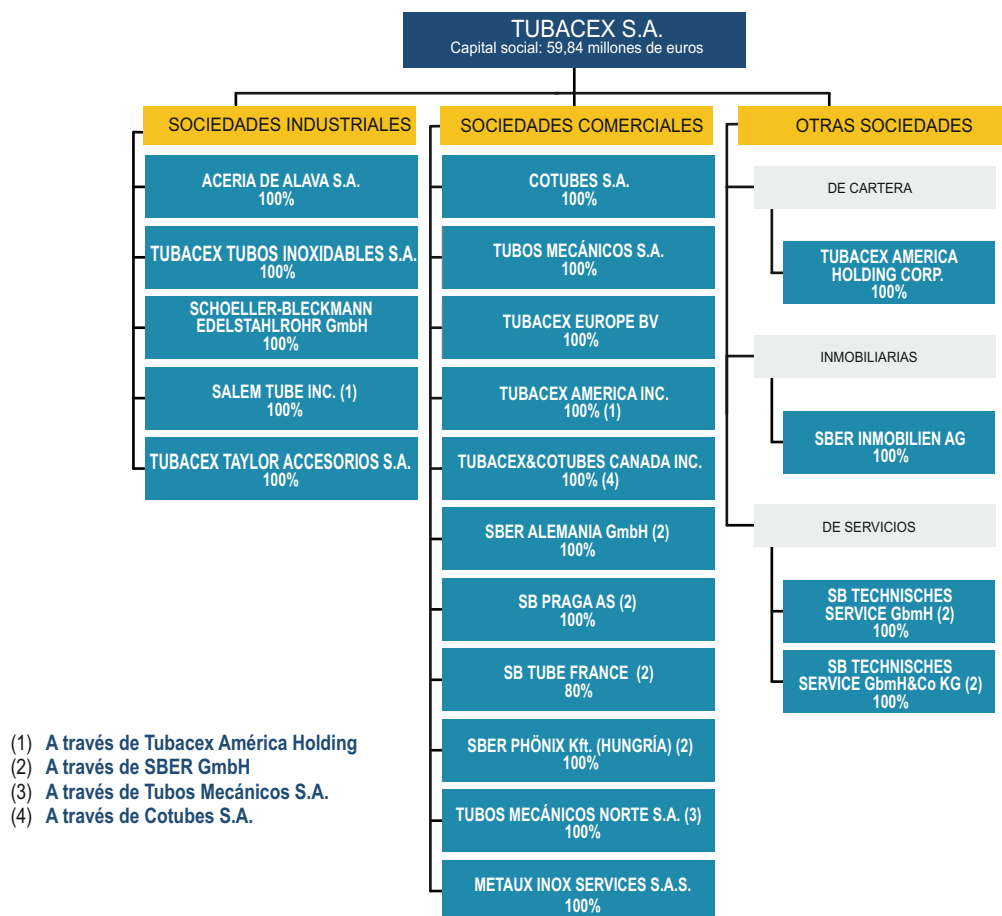 TUBACEX S.A.
Capital social: 59,84 millones de euros
SOCIEDADES INDUSTRIALES
ACERIA DE ALAVA S.A.
100%
TUBACEX TUBOS INOXIDABLES S.A.
100%
SCHOELLER-BLECKMANN
EDELSTAHLROHR GmbH
100%
SALEM TUBE INC. (1)
100%
TUBACEX TAYLOR ACCESORIOS S.A.
100%
SOCIEDADES COMERCIALES
COTUBES S.A.
100%
TUBOS MECÁNICOS S.A.
100%
TUBACEX EUROPE BV
100%
TUBACEX AMERICA INC.
100% (1)
TUBACEX&COTUBES CANADA INC.
100% (4)
SBER ALEMANIA GmbH (2)
100%
SB PRAGA AS (2)
100%
SB TUBE FRANCE (2)
80%
SBER PHÖNIX Kft. (HUNGRÍA) (2)
100%
TUBOS MECÁNICOS NORTE S.A. (3)
100%
METAUX INOX SERVICES S.A.S.
100%
OTRAS SOCIEDADES
DE CARTERA
TUBACEX AMERICA
HOLDING CORP.
100%
INMOBILIARIAS
SBER INMOBILIEN AG
100%
DE SERVICIOS
SB TECHNISCHES
SERVICE GbmH (2)
100%
SB TECHNISCHES
SERVICE GbmH&Co KG (2)
100%
(1) A través de Tubacex América Holding
(2) A través de SBER GmbH
(3) A través de Tubos Mecánicos S.A.
(4) A través de Cotubes S.A.